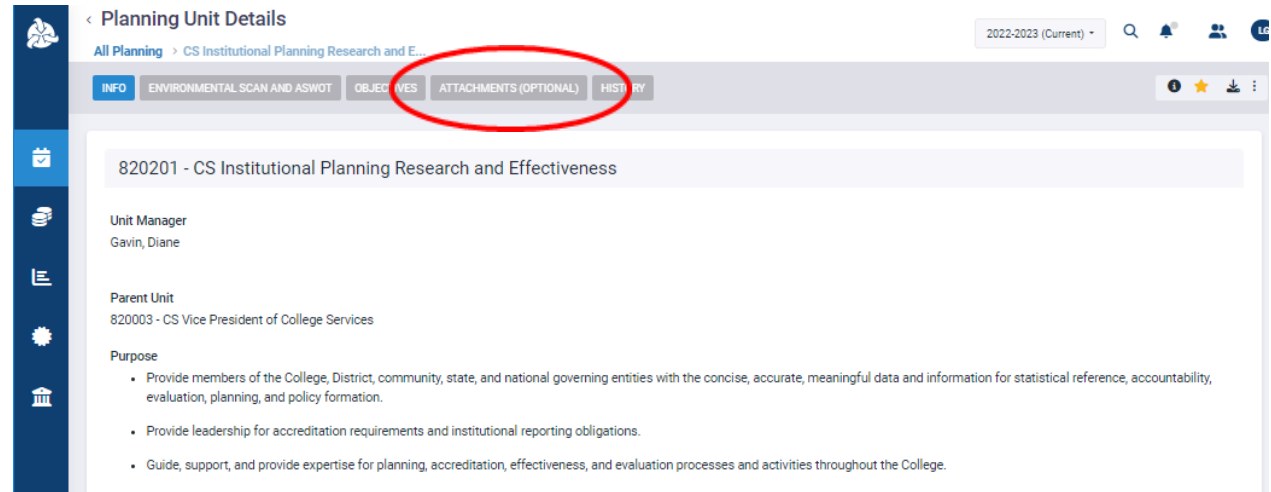 ‹ Planning Unit Details
All Planning > CS Institutional Planning Research and E...
2022-2023 (Current)
LG
INFO
ENVIRONMENTAL SCAN AND ASWOT
OBJECTIVES
ATTACHMENTS (OPTIONAL)
HISTORY
820201 - CS Institutional Planning Research and Effectiveness
Unit Manager
Gavin, Diane
Parent Unit
820003 - CS Vice President of College Services
Purpose
• Provide members of the College, District, community, state, and national governing entities with the concise, accurate, meaningful data and information for statistical reference, accountability,
evaluation, planning, and policy formation.
• Provide leadership for accreditation requirements and institutional reporting obligations.
• Guide, support, and provide expertise for planning, accreditation, effectiveness, and evaluation processes and activities throughout the College.